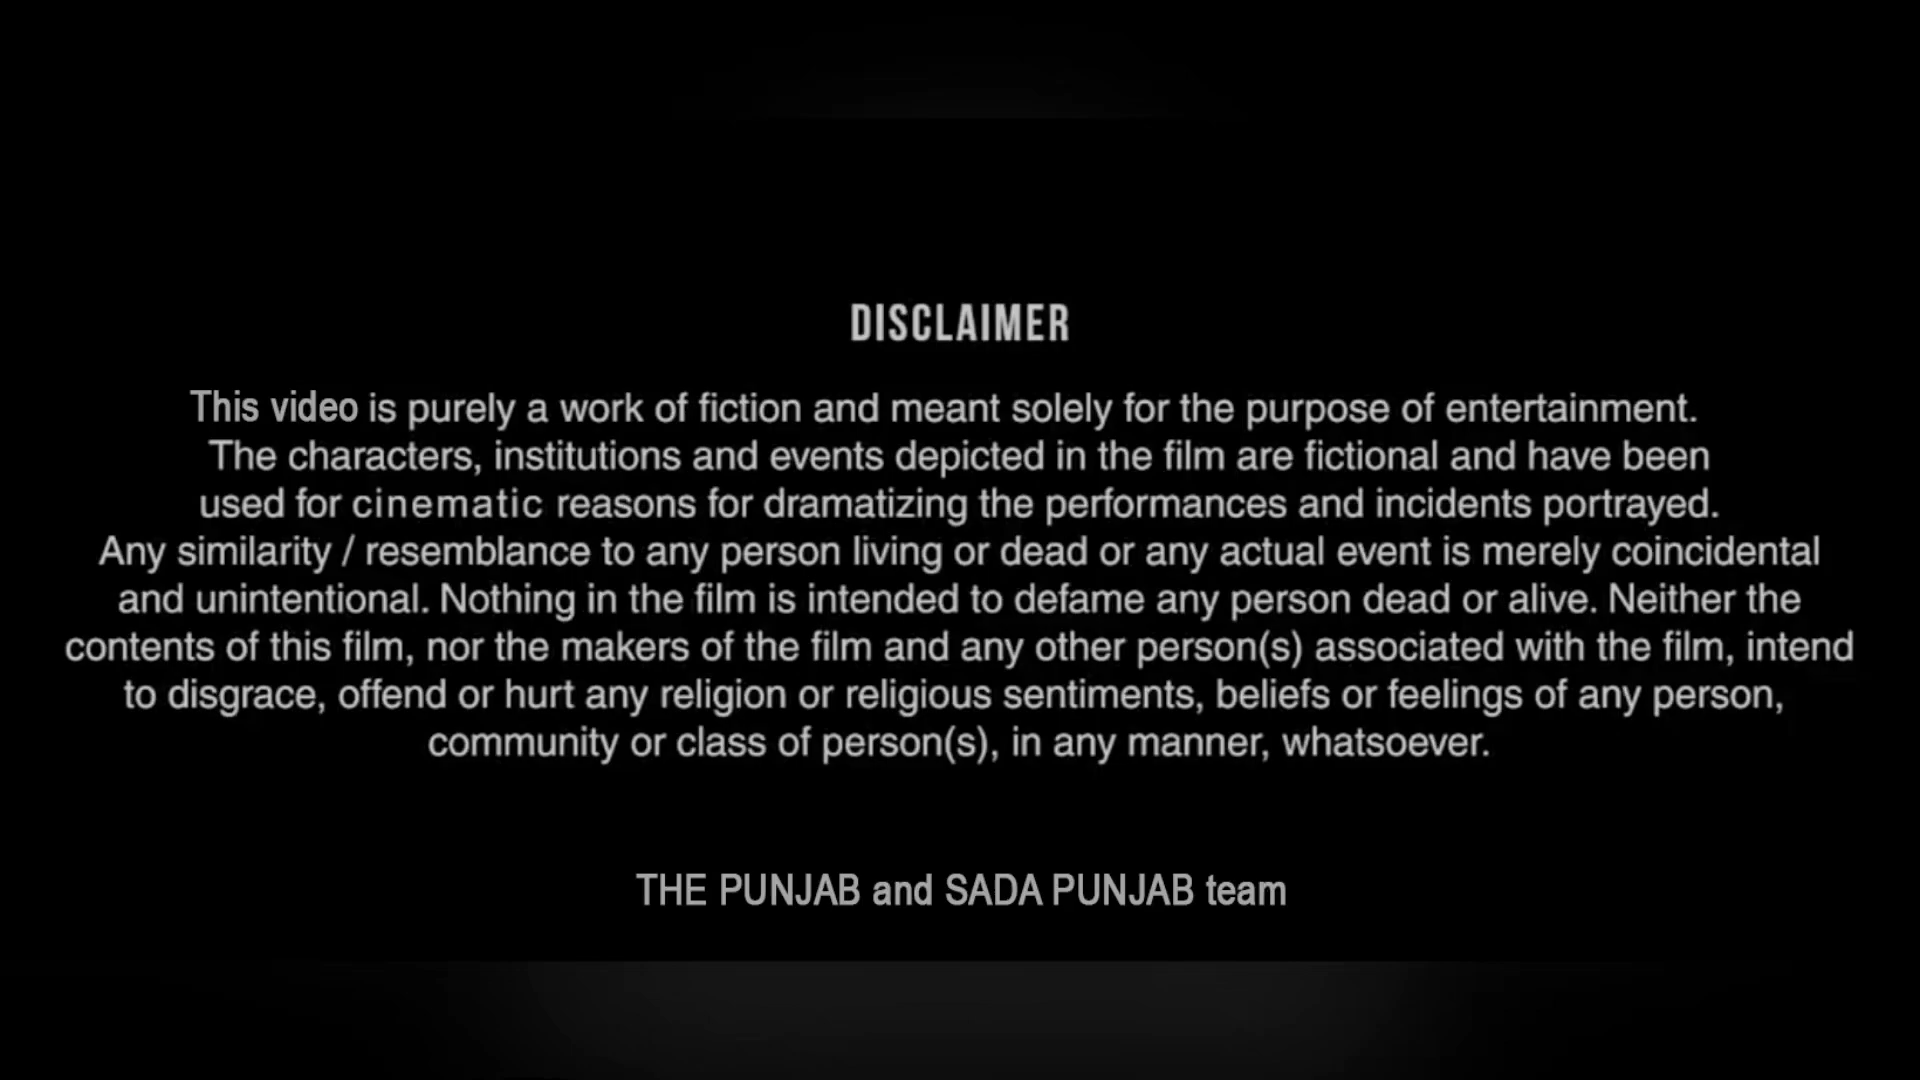 DISCLAIMER
This video is purely a work of fiction and meant solely for the purpose of entertainment.
The characters, institutions and events depicted in the film are fictional and have been
used for cinematic reasons for dramatizing the performances and incidents portrayed.
Any similarity / resemblance to any person living or dead or any actual event is merely coincidental
and unintentional. Nothing in the film is intended to defame any person dead or alive. Neither the
contents of this film, nor the makers of the film and any other person(s) associated with the film, intend
to disgrace, offend or hurt any religion or religious sentiments, beliefs or feelings of any person,
community or class of person(s), in any manner, whatsoever.
THE PUNJAB and SADA PUNJAB team